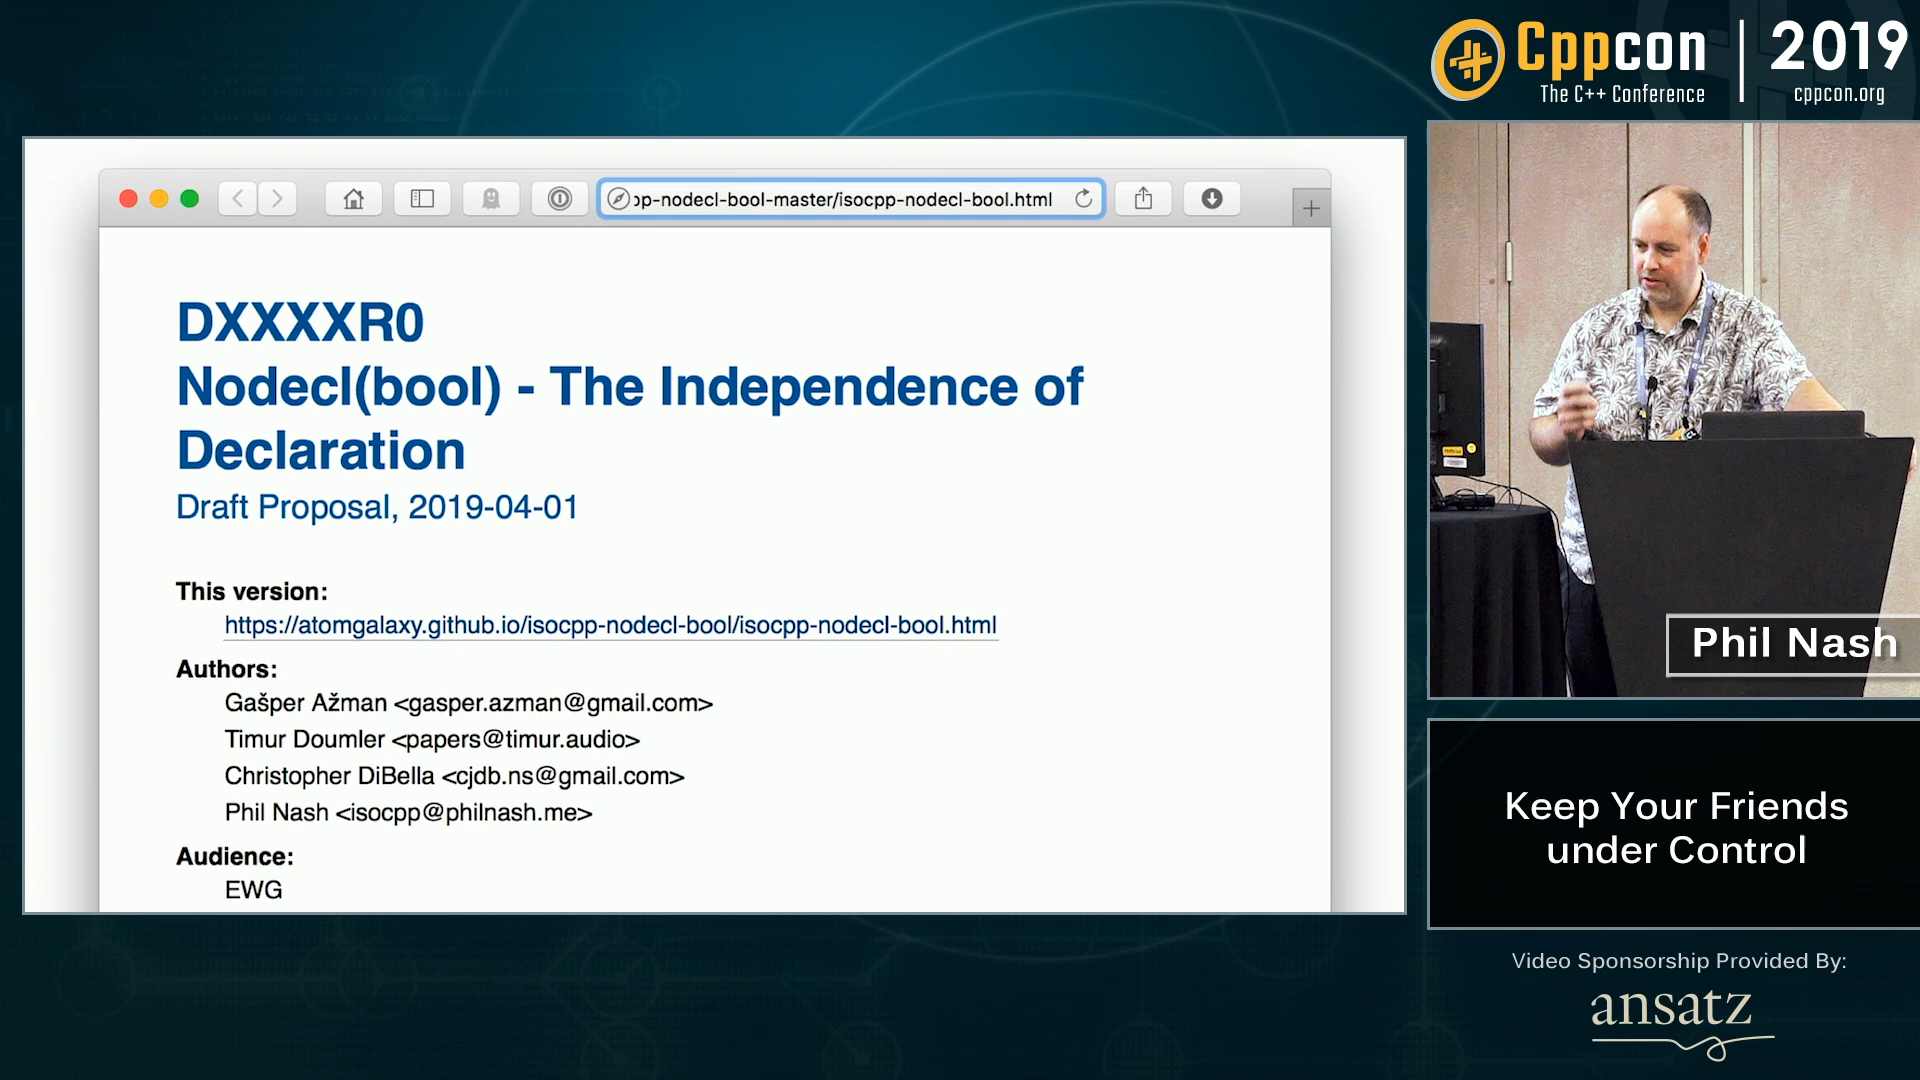 Cppcon
The C++ Conference
2019
cppcon.org
pp-nodecl-bool-master/isocpp-nodecl-bool.html
DXXXXR0
Nodecl(bool) - The Independence of
Declaration
Draft Proposal, 2019-04-01
This version:
https://atomgalaxy.github.io/isocpp-nodecl-bool/isocpp-nodecl-bool.html
Authors:
Gašper Ažman <gasper.azman@gmail.com>
Timur Doumler <papers@timur.audio>
Christopher DiBella <cjdb.ns@gmail.com>
Phil Nash <isocpp@philnash.me>
Audience:
EWG
Phil Nash
Keep Your Friends
under Control
Video Sponsorship Provided By:
ansatz